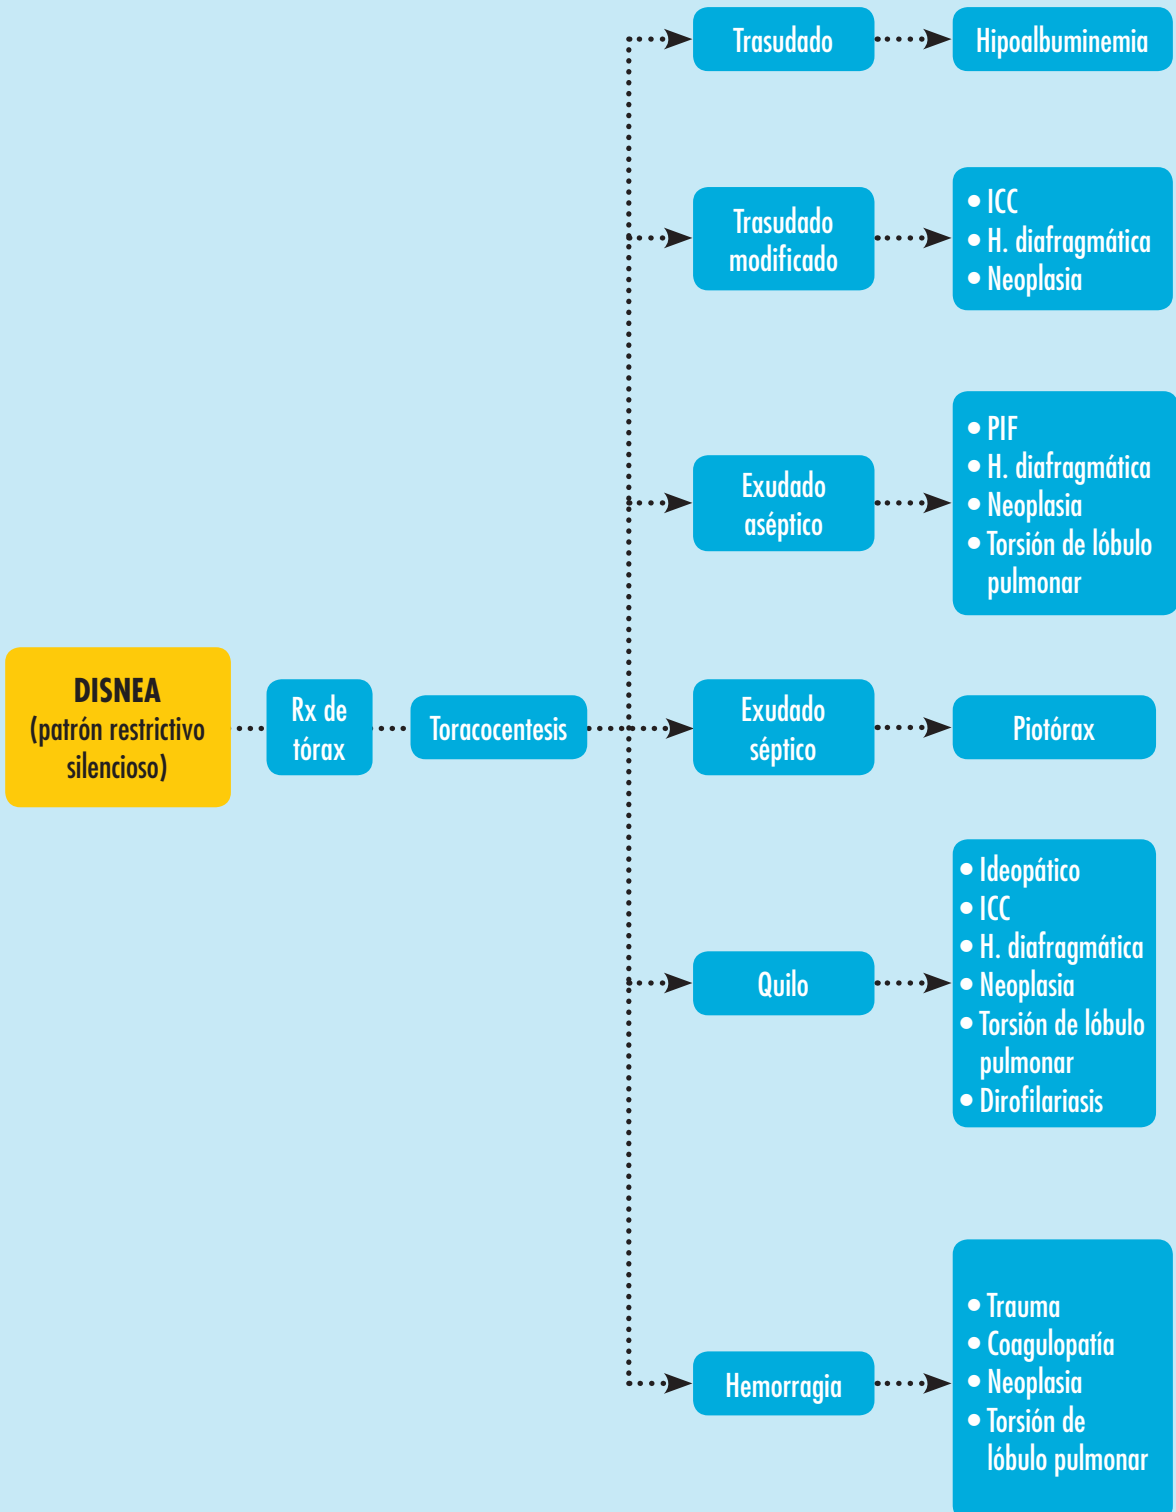 DISNEA
(patrón restrictivo
silencioso)
Rx de
tórax
Toracocentesis
Trasudado
Hipoalbuminemia
Trasudado
modificado
• ICC
• H. diafragmática
• Neoplasia
Exudado
aséptico
• PIF
• H. diafragmática
• Neoplasia
• Torsión de lóbulo
pulmonar
Exudado
séptico
Piotórax
Quilo
• Ideopático
• ICC
• H. diafragmática
• Neoplasia
• Torsión de lóbulo
pulmonar
• Dirofilariasis
Hemorragia
• Trauma
• Coagulopatía
• Neoplasia
• Torsión de
lóbulo pulmonar